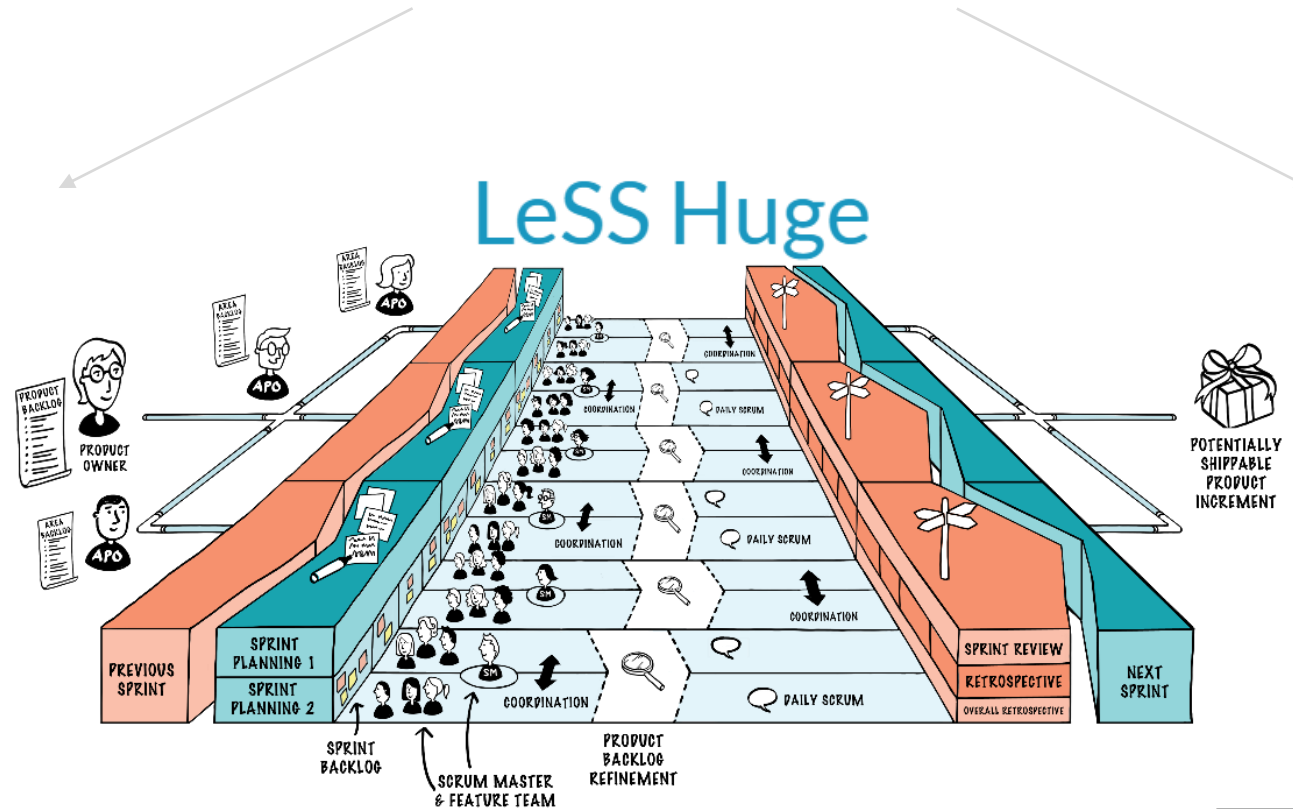 LeSS Huge
AREA
BACKLOG
APO
AREA
BACKLOG
APO
PRODUCT
BACKLOG
PRODUCT
OWNER
AREA
BACKLOG
APO
COORDINATION
COORDINATION
DAILY SCRUM
COORDINATION
SM
COORDINATION
DAILY SCRUM
SM
COORDINATION
SM
COORDINATION
DAILY SCRUM
PREVIOUS
SPRINT
SPRINT
PLANNING 1
SPRINT
PLANNING 2
SPRINT REVIEW
RETROSPECTIVE
OVERALL RETROSPECTIVE
NEXT
SPRINT
POTENTIALLY
SHIPPABLE
PRODUCT
INCREMENT
SPRINT
BACKLOG
SCRUM MASTER
& FEATURE TEAM
PRODUCT
BACKLOG
REFINEMENT